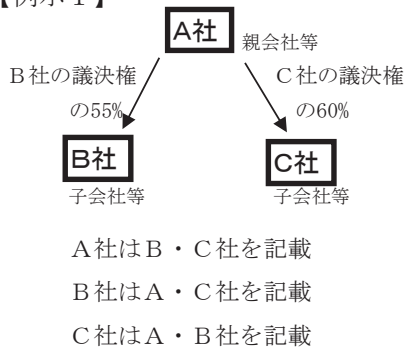 【例示１】
A社
親会社等
Ｂ社の議決権
の55%
Ｃ社の議決権
の60%
B社
子会社等
C社
子会社等
Ａ社はＢ・Ｃ社を記載
Ｂ社はＡ・Ｃ社を記載
Ｃ社はＡ・Ｂ社を記載